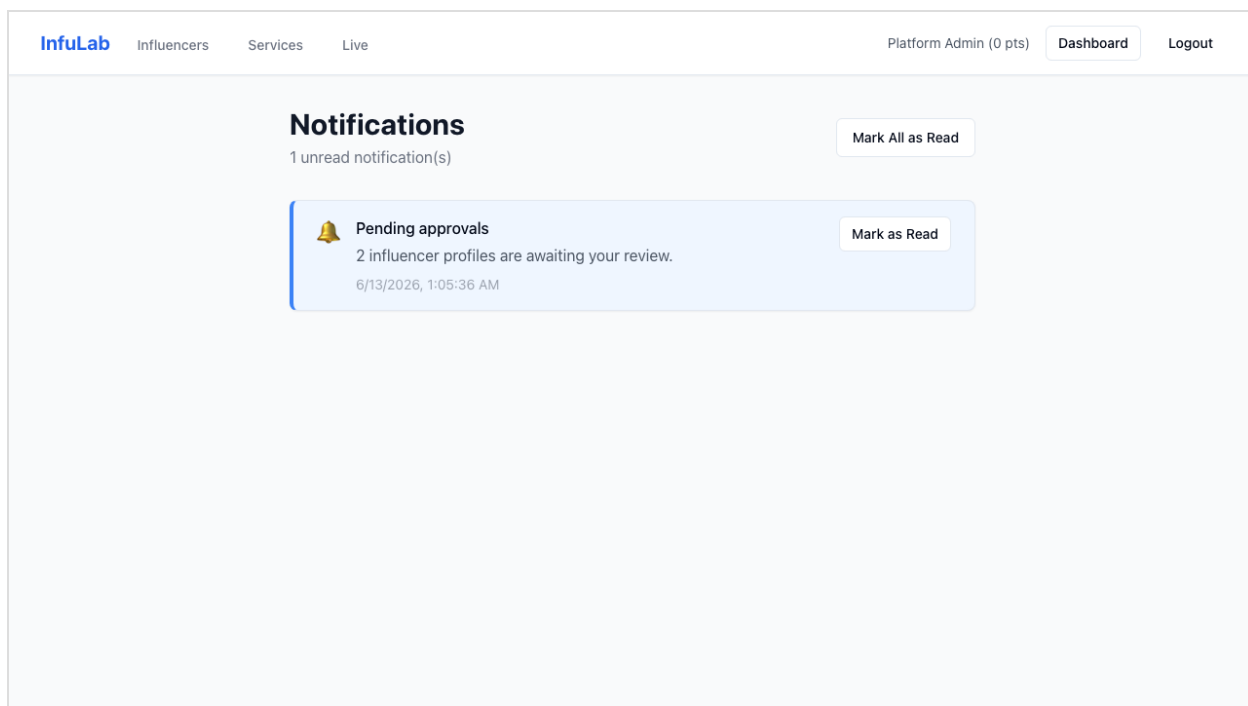 InfuLab
Influencers
Services
Live
Platform Admin (0 pts)
Dashboard
Logout
Notifications
1 unread notification(s)
Mark All as Read
Pending approvals
2 influencer profiles are awaiting your review.
6/13/2026, 1:05:36 AM
Mark as Read